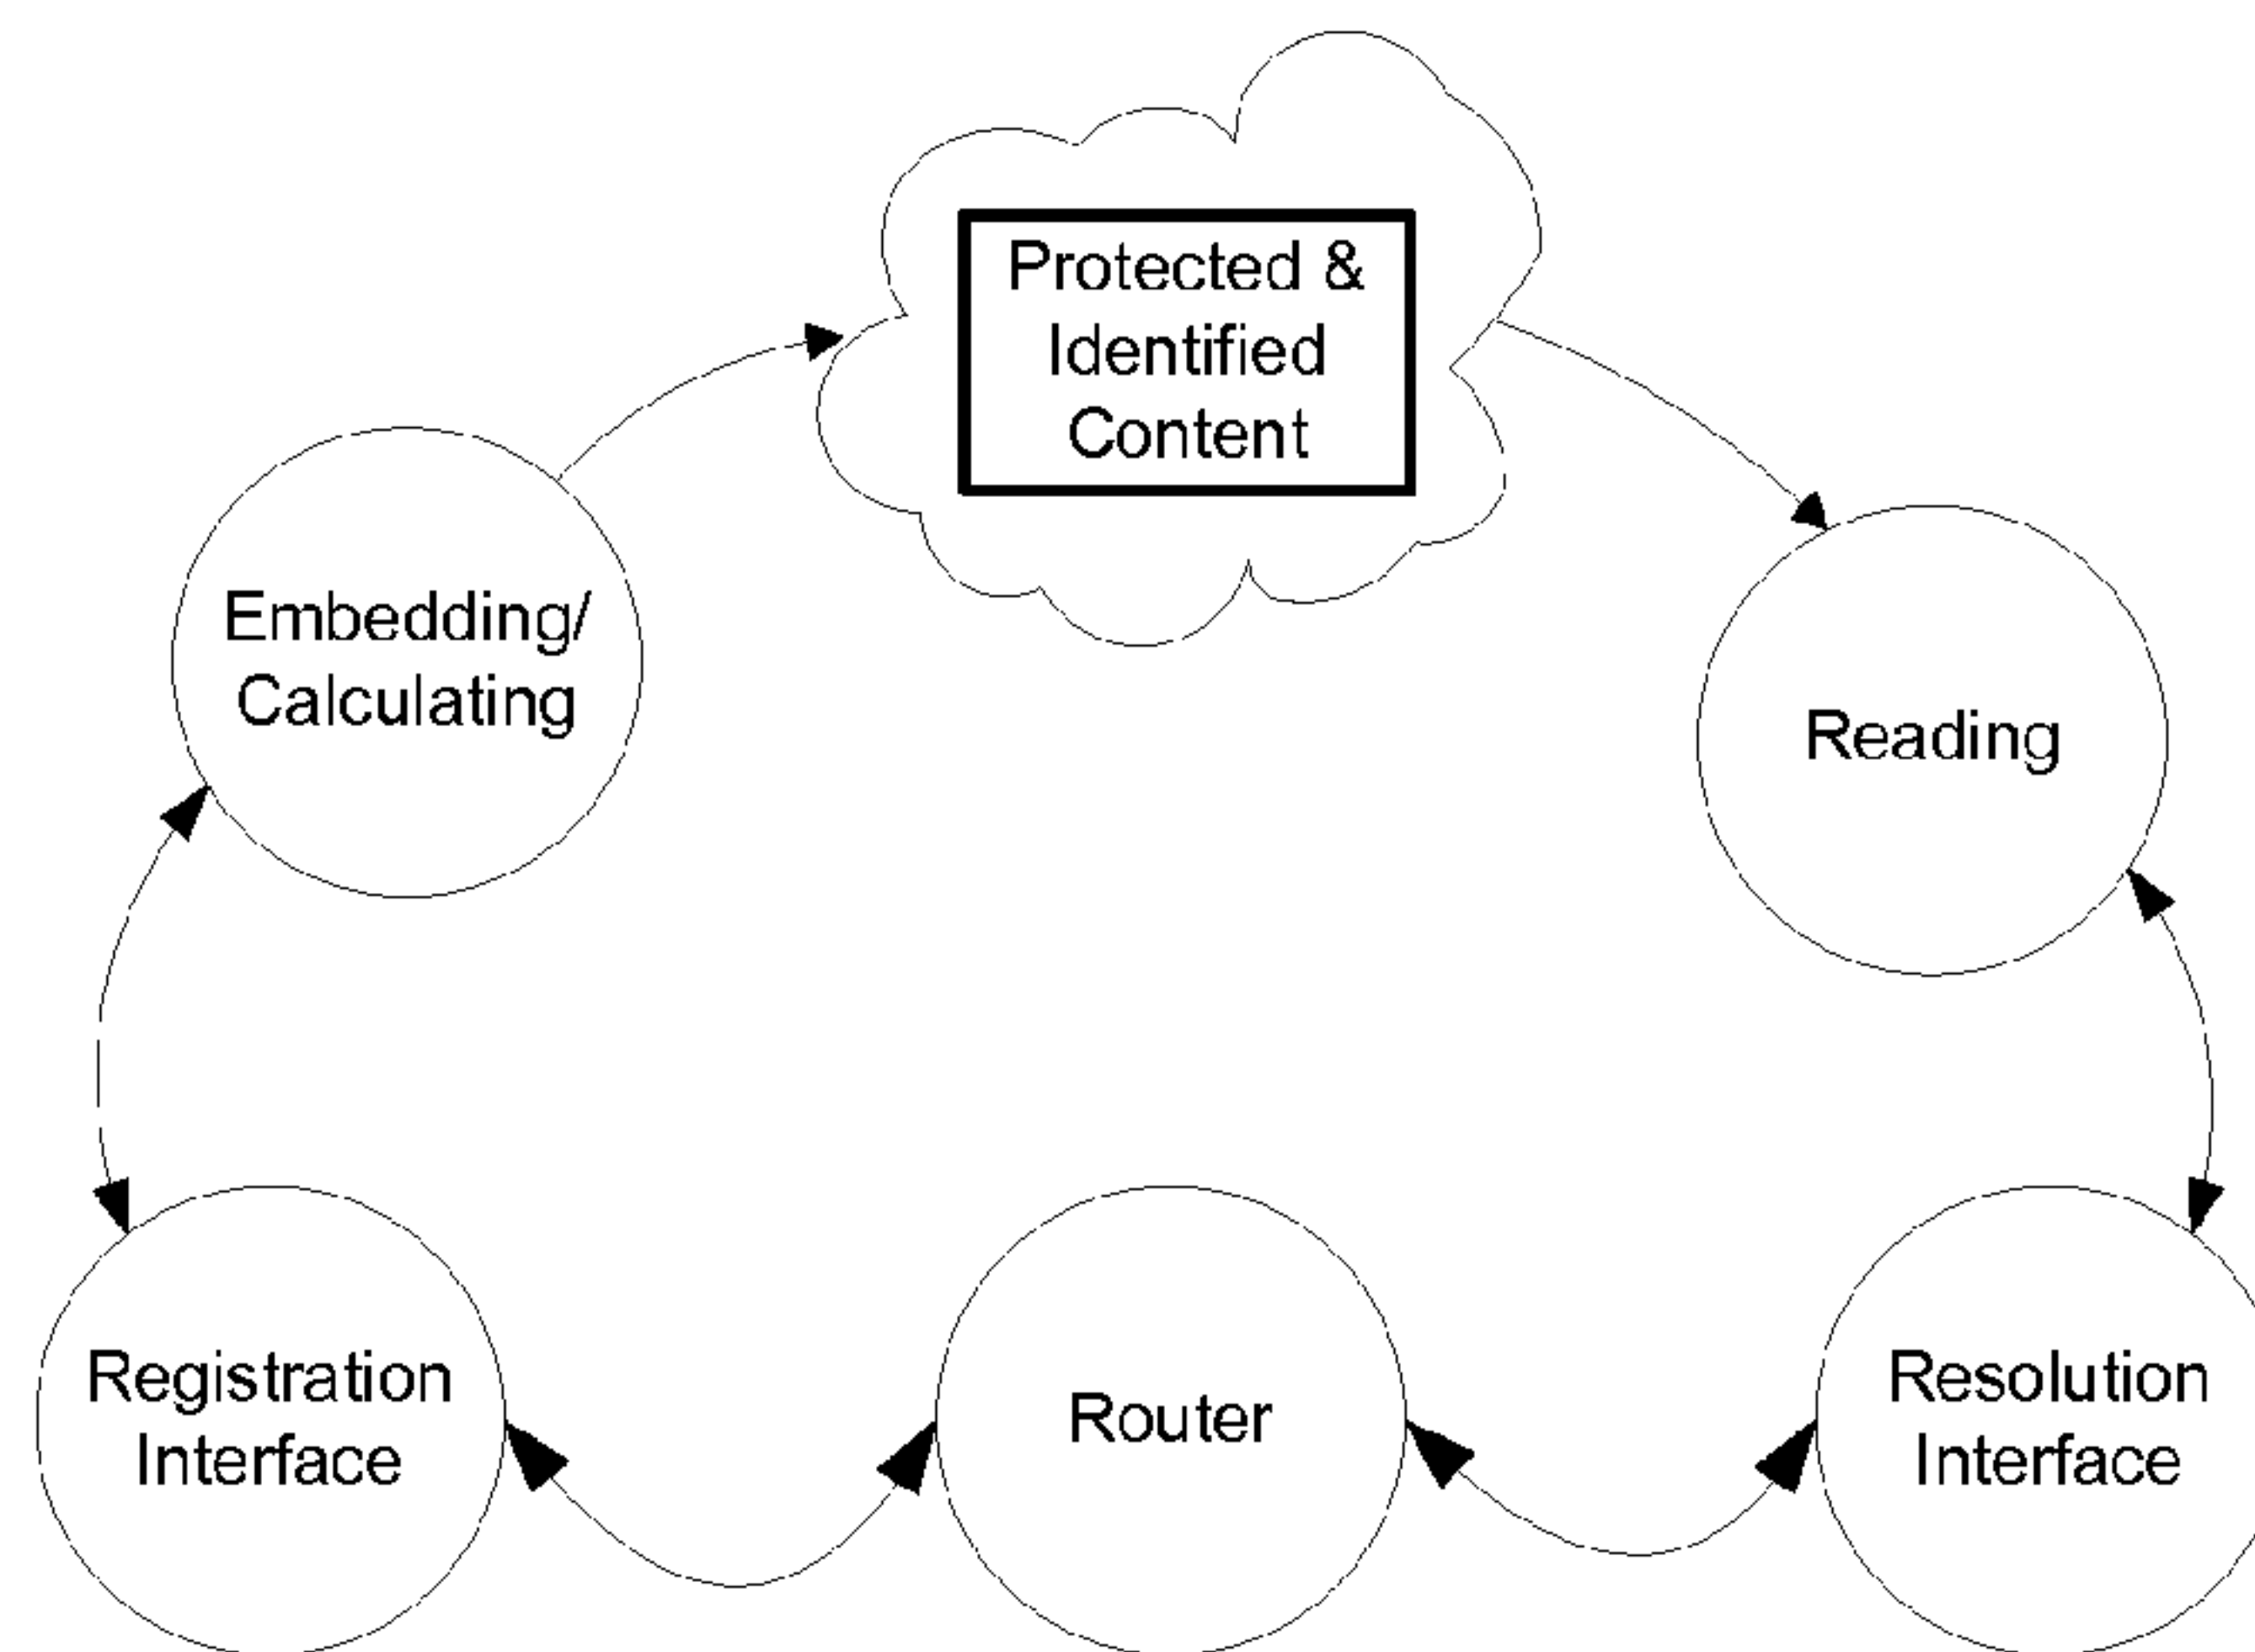 Protected &
Identified
Content
Embedding/
Calculating
Reading
Registration
Interface
Router
Resolution
Interface